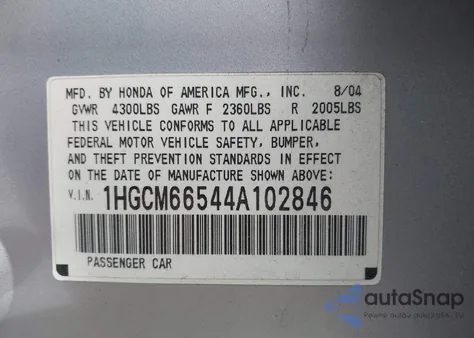 MFD. BY HONDA OF AMERICA MFG., INC. 8/04
GVWR 4300LBS GAWR F 2360LBS R 2005LBS
THIS VEHICLE CONFORMS TO ALL APPLICABLE
FEDERAL MOTOR VEHICLE SAFETY, BUMPER,
AND THEFT PREVENTION STANDARDS IN EFFECT
ON THE DATE OF MANUFACTURE SHOWN ABOVE:
V.I.N. 1HGCM66544A102846
PASSENGER CAR
autoSnap